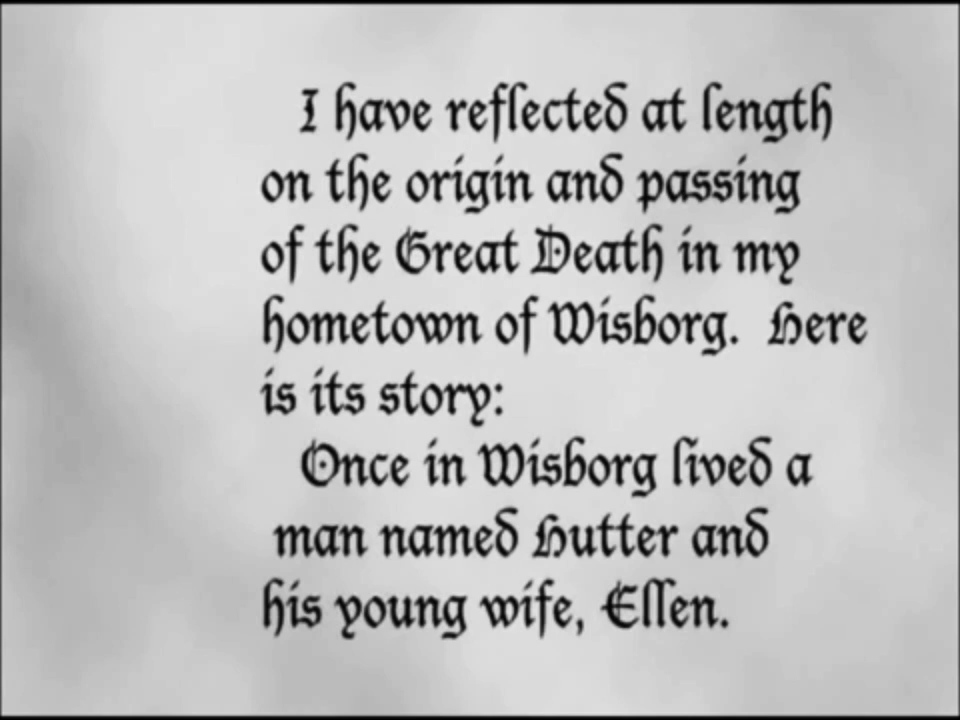 I have reflected at length
on the origin and passing
of the Great Death in my
hometown of Wisborg. Here
is its story:
Once in Wisborg lived a
man named Hutter and
his young wife, Ellen.